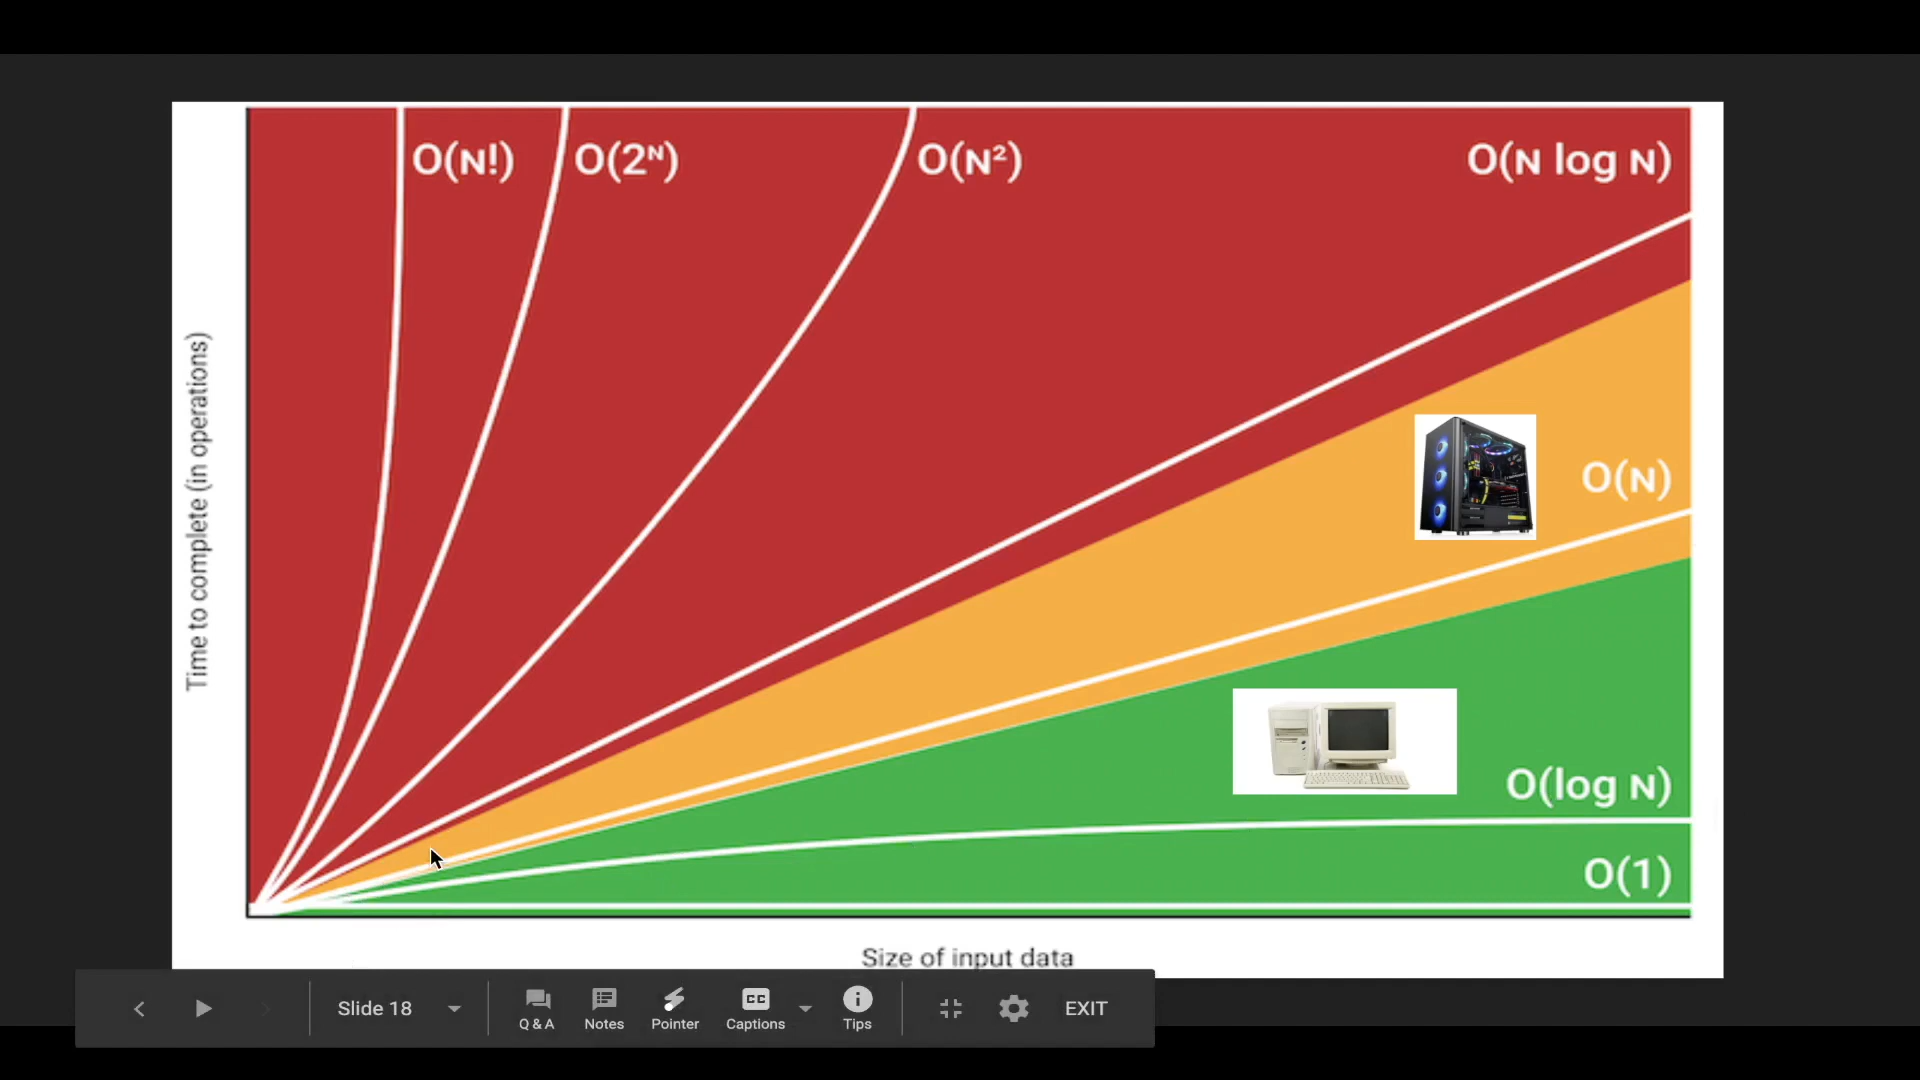 O(N!)
O(2ᴺ)
O(N²)
O(N log N)
Time to complete (in operations)
O(N)
O(log N)
O(1)
Size of input data
Slide 18
Q & A
Notes
Pointer
CC
Captions
Tips
EXIT